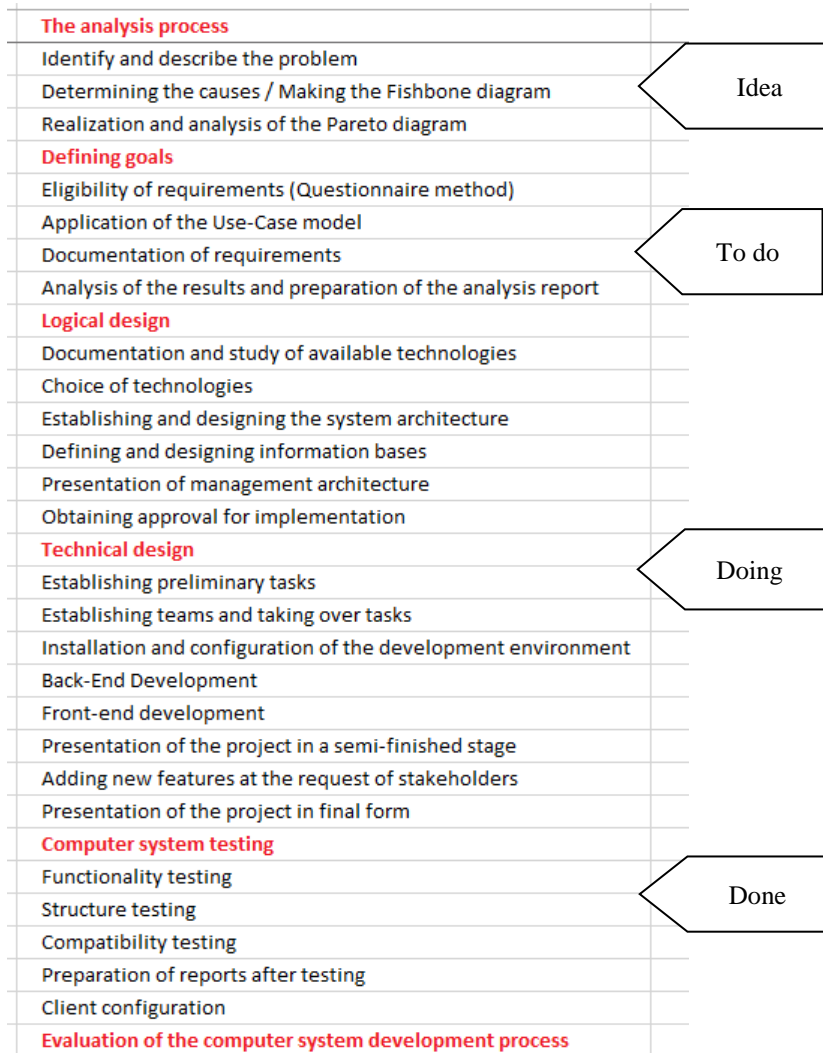 The analysis process
Identify and describe the problem
Determining the causes / Making the Fishbone diagram
Idea
Realization and analysis of the Pareto diagram
Defining goals
Eligibility of requirements (Questionnaire method)
Application of the Use-Case model
Documentation of requirements
To do
Analysis of the results and preparation of the analysis report
Logical design
Documentation and study of available technologies
Choice of technologies
Establishing and designing the system architecture
Defining and designing information bases
Presentation of management architecture
Obtaining approval for implementation
Technical design
Doing
Establishing preliminary tasks
Establishing teams and taking over tasks
Installation and configuration of the development environment
Back-End Development
Front-end development
Presentation of the project in a semi-finished stage
Adding new features at the request of stakeholders
Presentation of the project in final form
Computer system testing
Functionality testing
Done
Structure testing
Compatibility testing
Preparation of reports after testing
Client configuration
Evaluation of the computer system development process